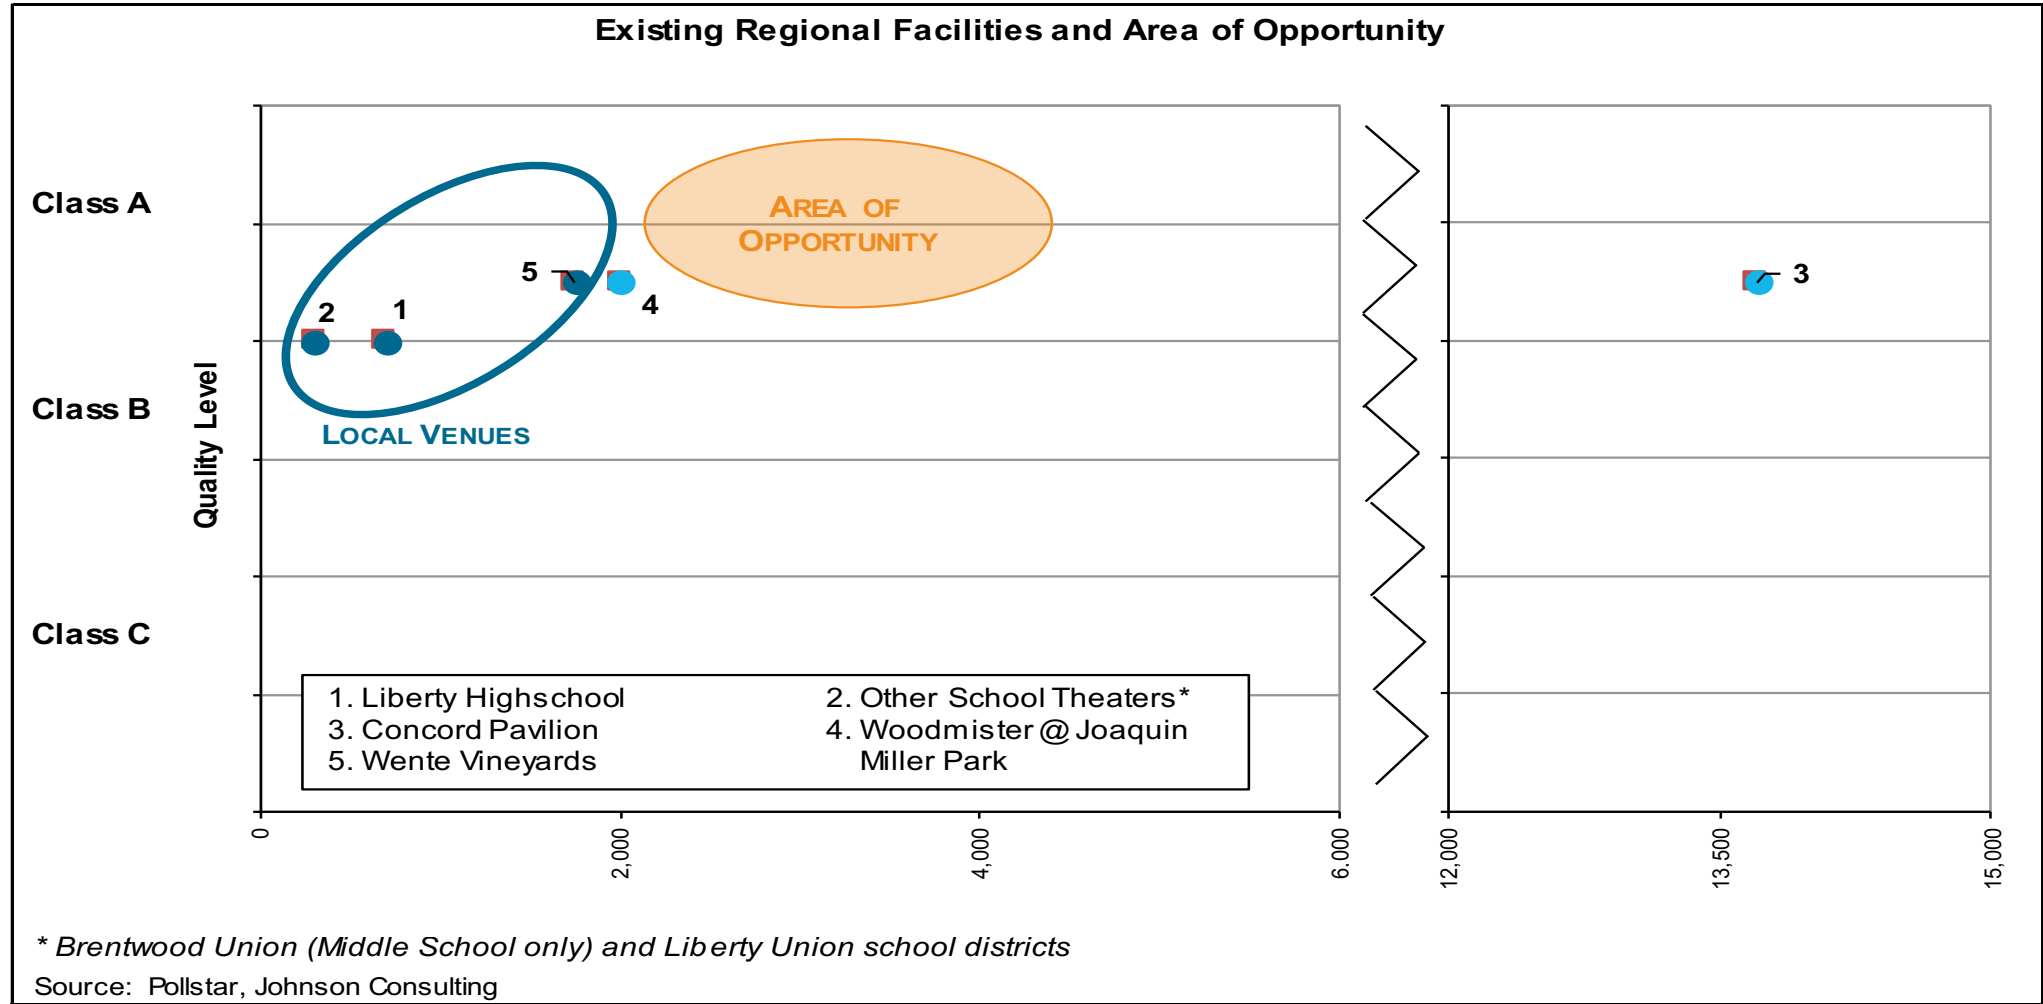 Existing Regional Facilities and Area of Opportunity
Class A
Class B
Class C
Quality Level
AREA OF
OPPORTUNITY
5
4
3
2
1
LOCAL VENUES
1. Liberty Highschool
2. Other School Theaters*
3. Concord Pavilion
4. Woodmister @ Joaquin
Miller Park
5. Wente Vineyards
0
2,000
4,000
6.000
12,000
13,500
15,000
* Brentwood Union (Middle School only) and Liberty Union school districts
Source: Pollstar, Johnson Consulting